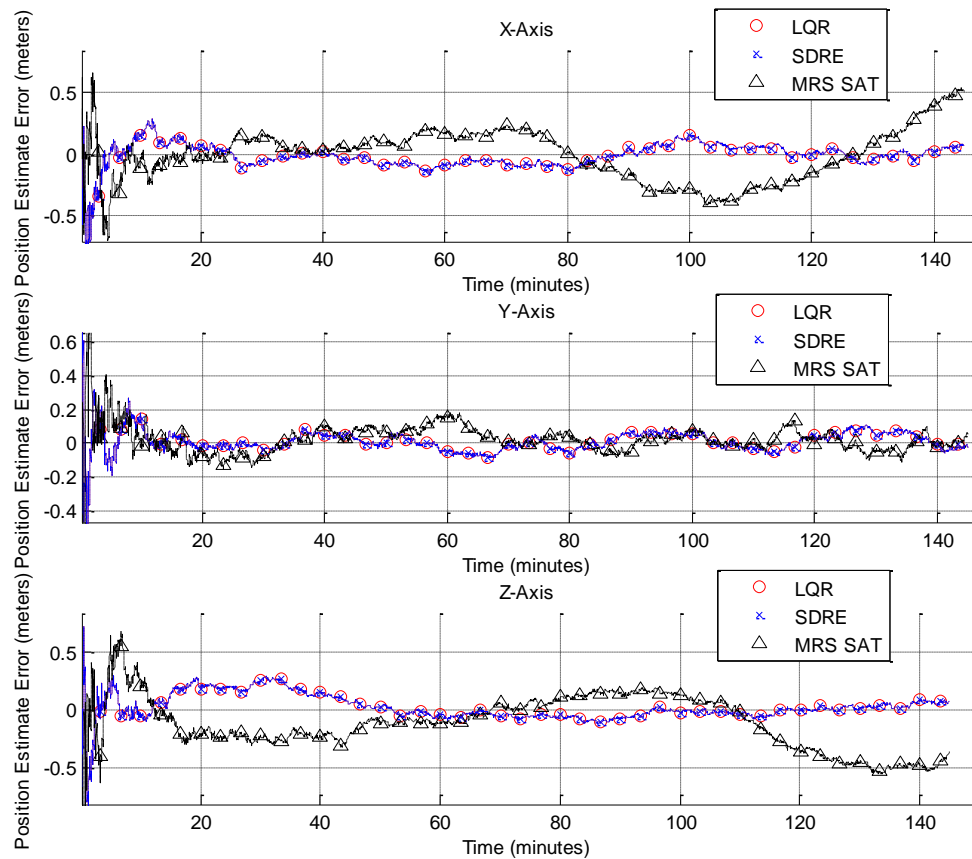 X-Axis
LQR
SDRE
MRS SAT
Position Estimate Error (meters)
0.5
0
-0.5
20 40 60 80 100 120 140
Time (minutes)
Y-Axis
LQR
SDRE
MRS SAT
Position Estimate Error (meters)
0.6
0.4
0.2
0
-0.2
-0.4
20 40 60 80 100 120 140
Time (minutes)
Z-Axis
LQR
SDRE
MRS SAT
Position Estimate Error (meters)
0.5
0
-0.5
20 40 60 80 100 120 140
Time (minutes)